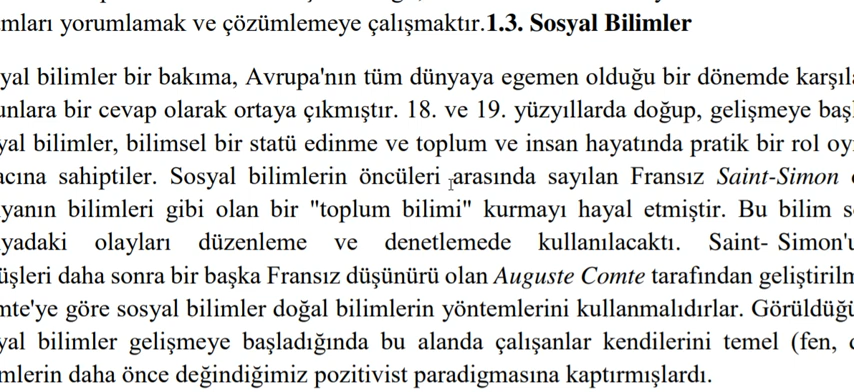 umları yorumlamak ve çözümlemeye çalışmaktır.1.3. Sosyal Bilimler
yal bilimler bir bakıma, Avrupa'nın tüm dünyaya egemen olduğu bir dönemde karşıla
unlara bir cevap olarak ortaya çıkmıştır. 18. ve 19. yüzyıllarda doğup, gelişmeye baş
yal bilimler, bilimsel bir statü edinme ve toplum ve insan hayatında pratik bir rol oy
acına sahiptiler. Sosyal bilimlerin öncüleri arasında sayılan Fransız Saint-Simon
yanın bilimleri gibi olan bir "toplum bilimi" kurmayı hayal etmiştir. Bu bilim s
yadaki olayları düzenleme ve denetlemede kullanılacaktı. Saint- Simon'u
üşleri daha sonra bir başka Fransız düşünürü olan Auguste Comte tarafından geliştirilm
mte'ye göre sosyal bilimler doğal bilimlerin yöntemlerini kullanmalıdırlar. Görüldüğü
yal bilimler gelişmeye başladığında bu alanda çalışanlar kendilerini temel (fen, d
mlerin daha önce değindiğimiz pozitivist paradigmasına kaptırmışlardı.